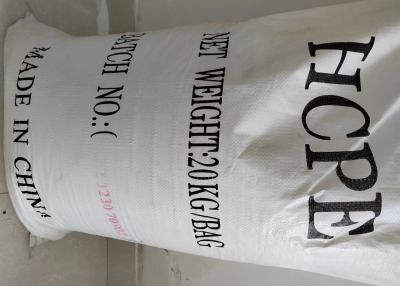 HCPE
NET WEIGHT:20KG/BAG
BATCH NO.:(
MADE IN CHINA